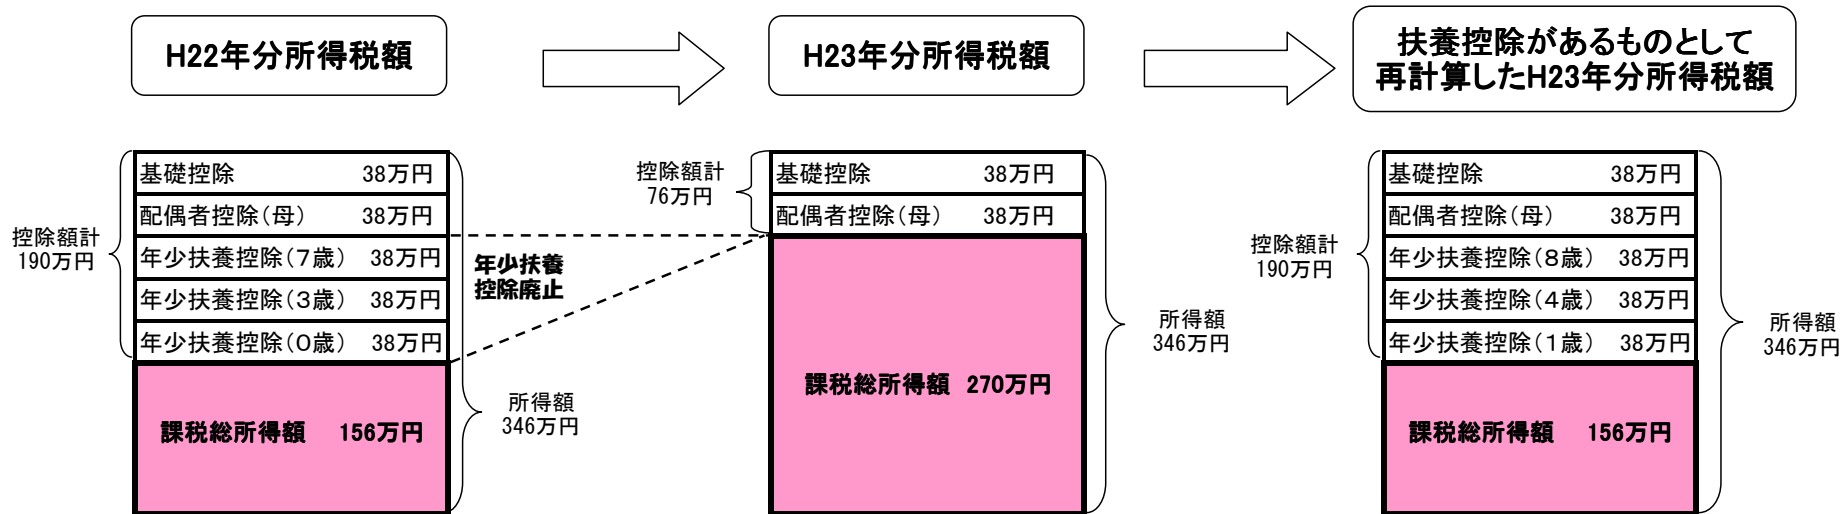 H22年分所得税額
H23年分所得税額
扶養控除があるものとして
再計算したH23年分所得税額
控除額計
190万円
基礎控除 38万円
配偶者控除(母) 38万円
年少扶養控除(7歳) 38万円
年少扶養控除(3歳) 38万円
年少扶養控除(0歳) 38万円
課税総所得額 156万円
所得額
346万円
年少扶養
控除廃止
控除額計
76万円
基礎控除 38万円
配偶者控除(母) 38万円
課税総所得額 270万円
所得額
346万円
控除額計
190万円
基礎控除 38万円
配偶者控除(母) 38万円
年少扶養控除(8歳) 38万円
年少扶養控除(4歳) 38万円
年少扶養控除(1歳) 38万円
課税総所得額 156万円
所得額
346万円